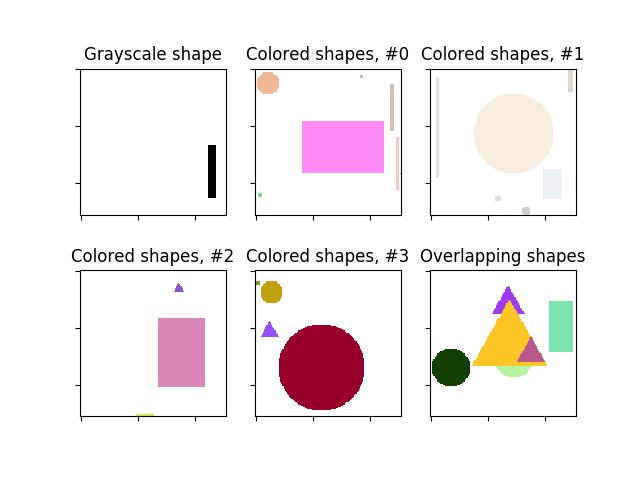 Grayscale shape
Colored shapes, #0
Colored shapes, #1
Colored shapes, #2
Colored shapes, #3
Overlapping shapes